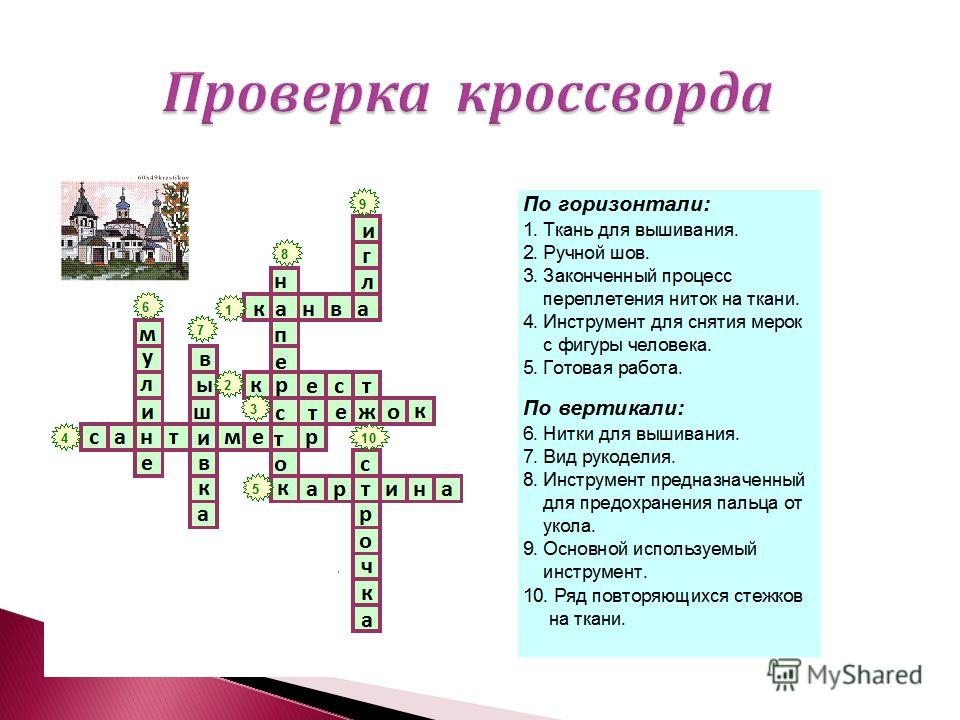 Проверка кроссворда
60x49krestikov
9
и
8 г
н л
6 1 к а н в а
м 7 п
у в е
л ы 2 к р е с т
и ш 3 с т е ж о к
4 с а н т и м е т р 10
е в о с
к 5 к а р т и н а
а р
о
ч
к
а
По горизонтали:
1. Ткань для вышивания.
2. Ручной шов.
3. Законченный процесс
переплетения ниток на ткани.
4. Инструмент для снятия мерок
с фигуры человека.
5. Готовая работа.
По вертикали:
6. Нитки для вышивания.
7. Вид рукоделия.
8. Инструмент предназначенный
для предохранения пальца от
укола.
9. Основной используемый
инструмент.
10. Ряд повторяющихся стежков
на ткани.
MyShared